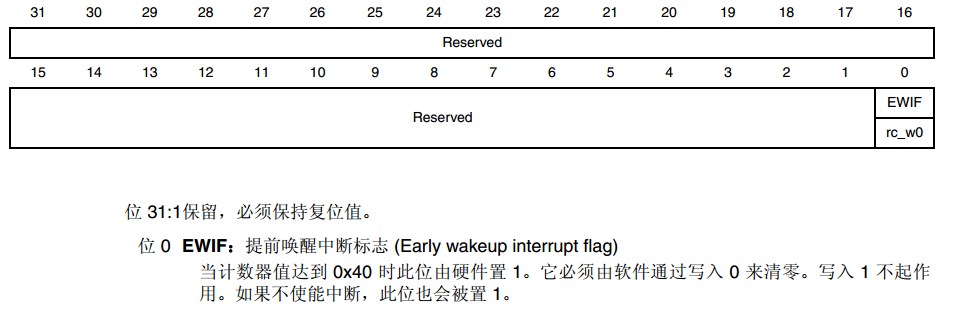 31 30 29 28 27 26 25 24 23 22 21 20 19 18 17 16
Reserved
15 14 13 12 11 10 9 8 7 6 5 4 3 2 1 0
Reserved
EWIF
rc_w0
位 31:1保留，必须保持复位值。
位 0 EWIF：提前唤醒中断标志 (Early wakeup interrupt flag)
当计数器值达到 0x40 时此位由硬件置 1。它必须由软件通过写入 0 来清零。写入 1 不起作
用。如果不使能中断，此位也会被置 1。